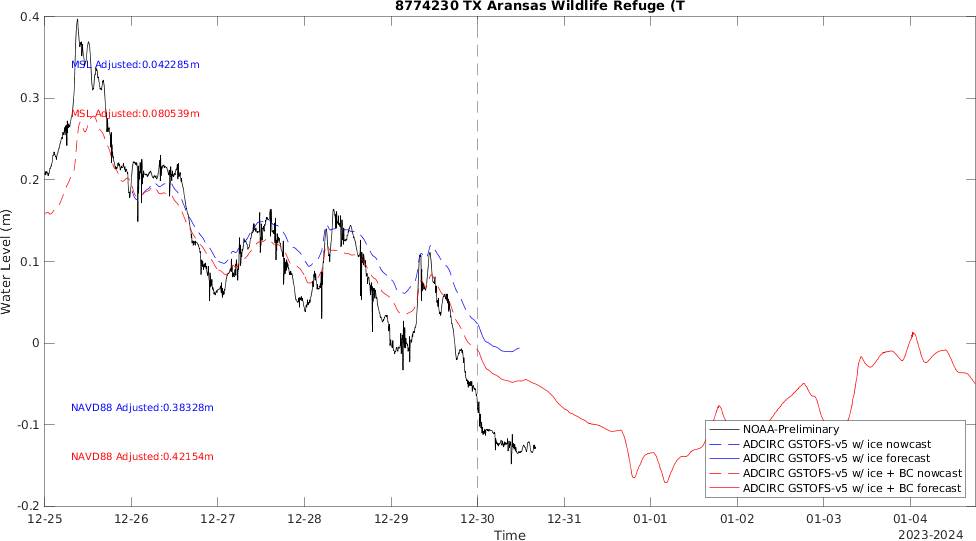 8774230 TX Aransas Wildlife Refuge (T
0.4
0.3
0.2
0.1
0
-0.1
-0.2
Water Level (m)
MSL Adjusted:0.042285m
MSL Adjusted:0.080539m
NAVD88 Adjusted:0.38328m
NAVD88 Adjusted:0.42154m
NOAA-Preliminary
ADCIRC GSTOFS-v5 w/ ice nowcast
ADCIRC GSTOFS-v5 w/ ice forecast
ADCIRC GSTOFS-v5 w/ ice + BC nowcast
ADCIRC GSTOFS-v5 w/ ice + BC forecast
12-25 12-26 12-27 12-28 12-29 12-30 12-31 01-01 01-02 01-03 01-04
Time
2023-2024